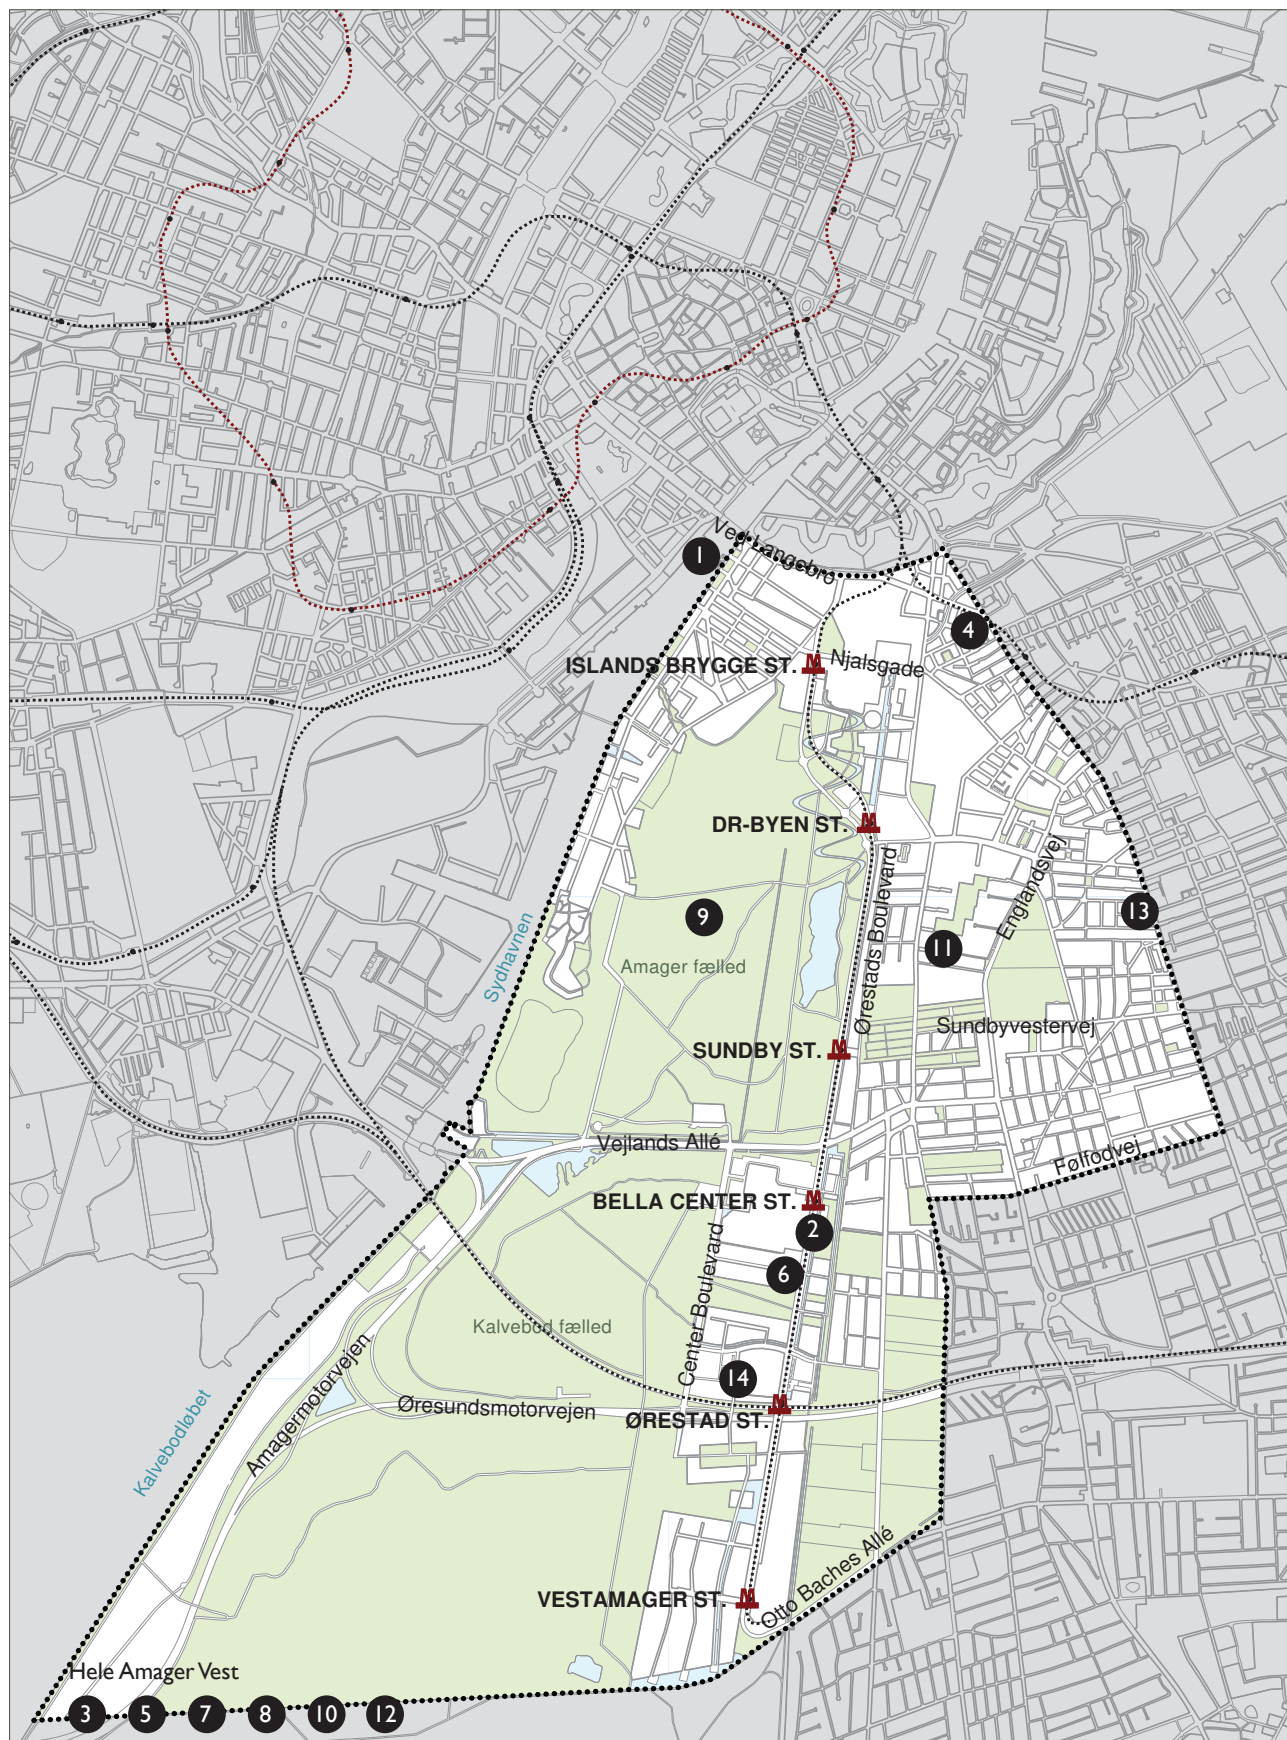 Ved Langebro
1
4
ISLANDS BRYGGE ST.
M
Njalsgade
DR-BYEN ST.
M
Englandsvej
Ørestads Boulevard
9
13
11
Sydhavnen
Amager fælled
Sundbyvestervej
SUNDBY ST.
M
Vejlands Allé
Følfodvej
BELLA CENTER ST.
M
2
6
Center Boulevard
Kalvebod fælled
14
Amagermotorvejen
Øresundsmotorvejen
ØRESTAD ST.
M
Kalvebodløbet
VESTAMAGER ST.
M
Otto Baches Allé
Hele Amager Vest
3 5 7 8 10 12